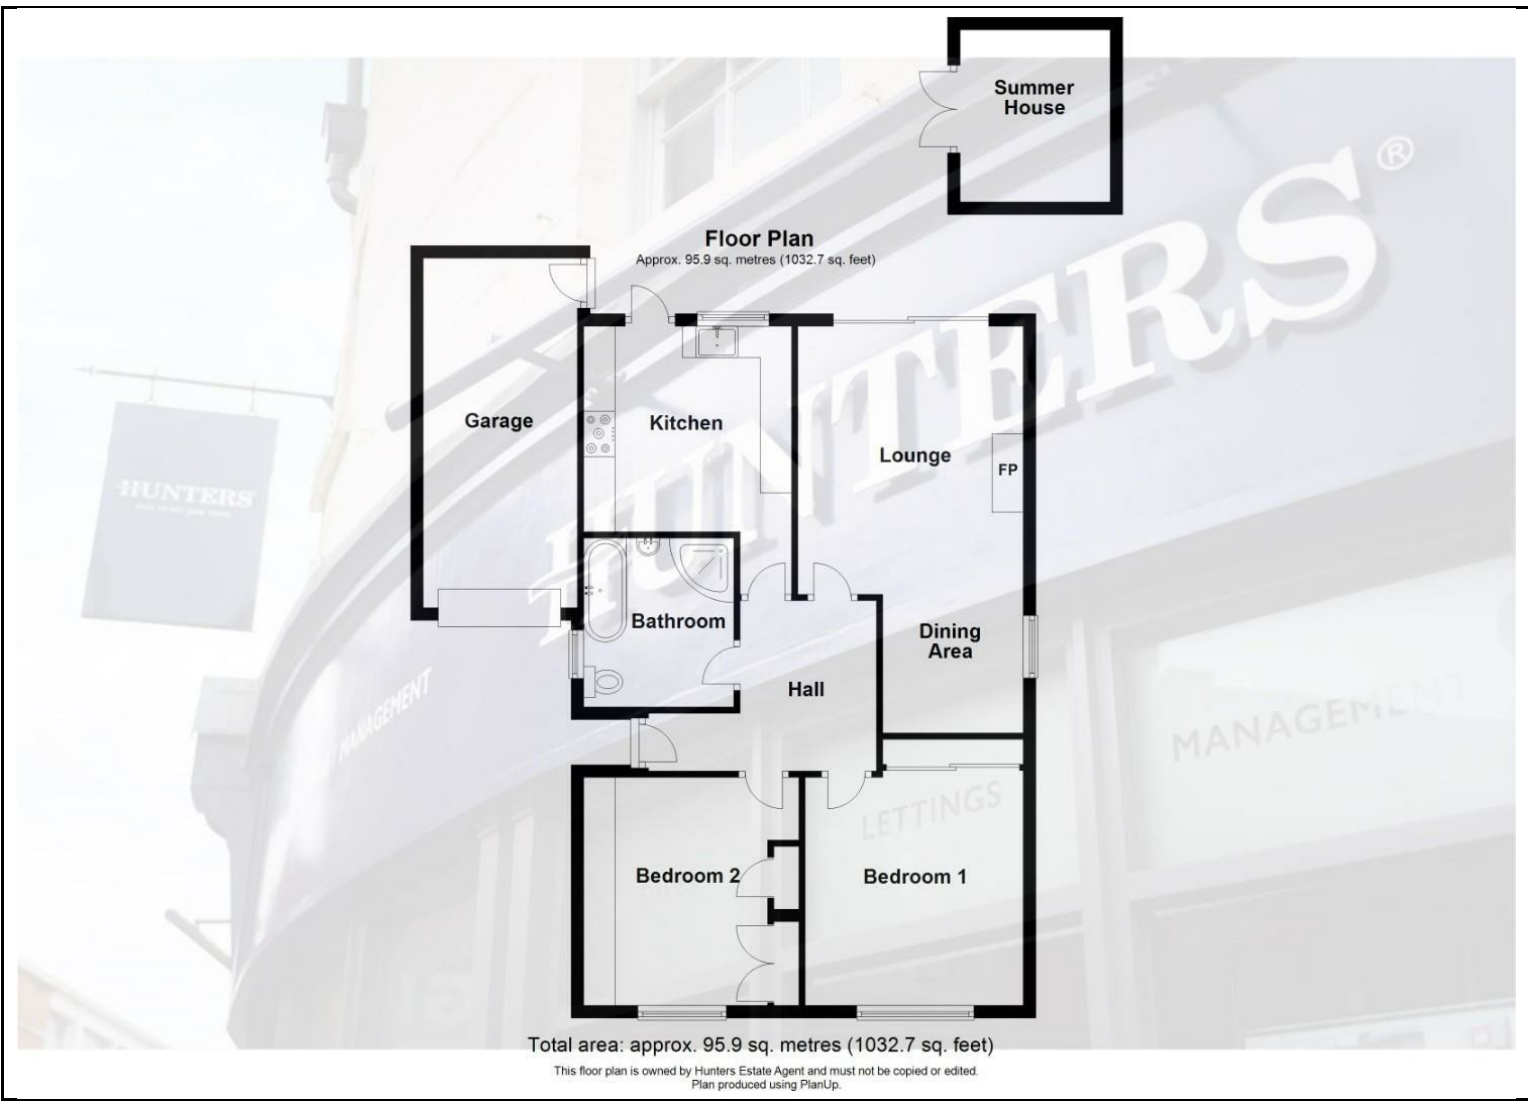 Summer
House
Floor Plan
Approx. 95.9 sq. metres (1032.7 sq. feet)
HUNTERS®
HUNTERS
Garage
Kitchen
Lounge
FP
Bathroom
Dining
Area
Hall
MANAGEMENT
MANAGEMENT
LETTINGS
Bedroom 2
Bedroom 1
Total area: approx. 95.9 sq. metres (1032.7 sq. feet)
This floor plan is owned by Hunters Estate Agent and must not be copied or edited.
Plan produced using PlanUp.